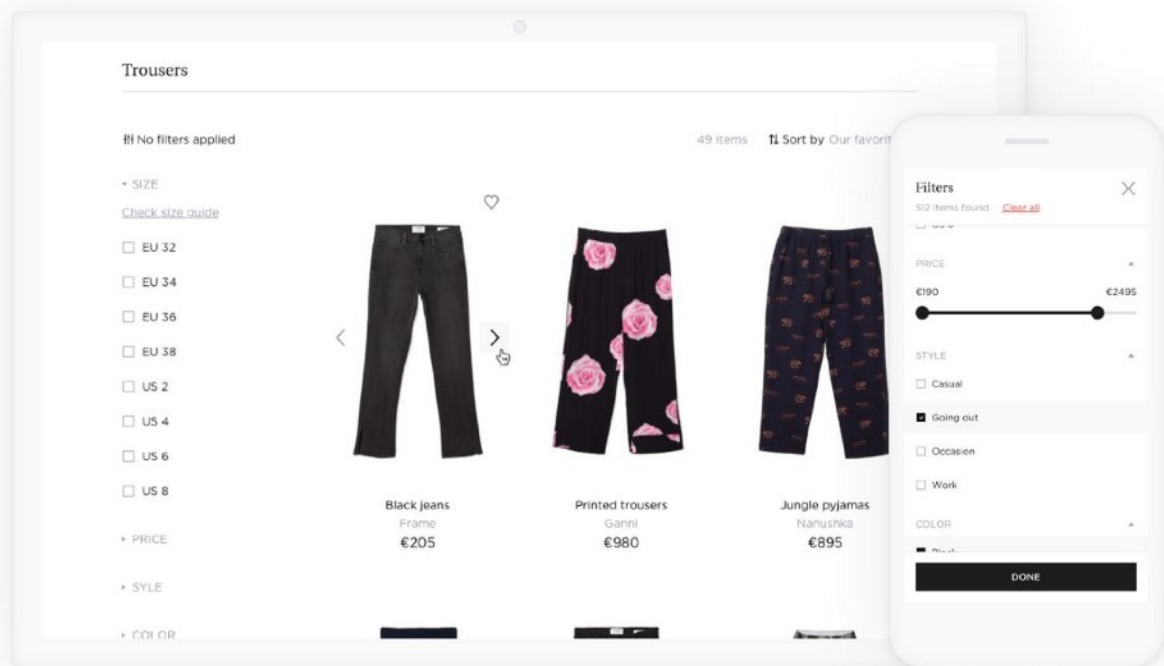 Trousers
No filters applied
49 items
Sort by Our favorit
SIZE
Check size guide
EU 32
EU 34
EU 36
EU 38
US 2
US 4
US 6
US 8
PRICE
SYLE
COLOR
Black jeans
Frame
€205
Printed trousers
Ganni
€980
Jungle pyjamas
Nanushka
€895
Filters
512 items found. Clear all
PRICE
€190 €2495
STYLE
Casual
Going out
Occasion
Work
COLOR
Black
DONE